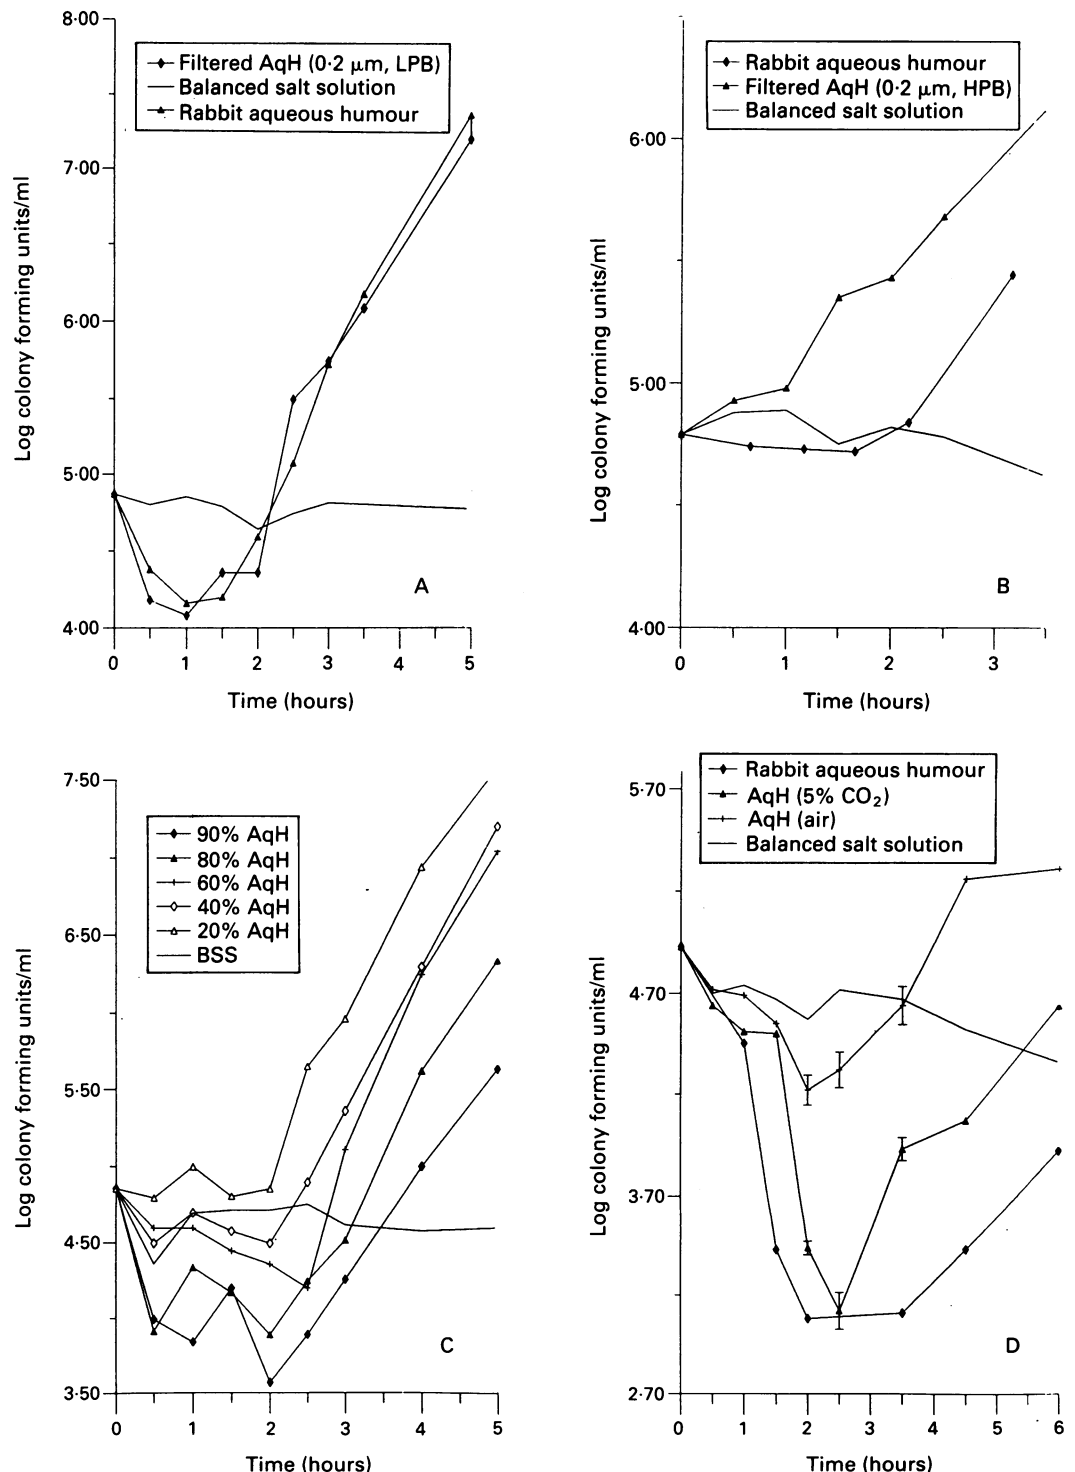 8·00
7·00
6·00
5·00
4·00
Log colony forming units/ml
Filtered AqH (0·2 μm, LPB)
Balanced salt solution
Rabbit aqueous humour
A
0 1 2 3 4 5
Time (hours)
6·00
5·00
4·00
Log colony forming units/ml
Rabbit aqueous humour
Filtered AqH (0·2 μm, HPB)
Balanced salt solution
B
0 1 2 3
Time (hours)
7·50
6·50
5·50
4·50
3·50
Log colony forming units/ml
90% AqH
80% AqH
60% AqH
40% AqH
20% AqH
BSS
C
0 1 2 3 4 5
Time (hours)
5·70
4·70
3·70
2·70
Log colony forming units/ml
Rabbit aqueous humour
AqH (5% CO₂)
AqH (air)
Balanced salt solution
D
0 1 2 3 4 5 6
Time (hours)